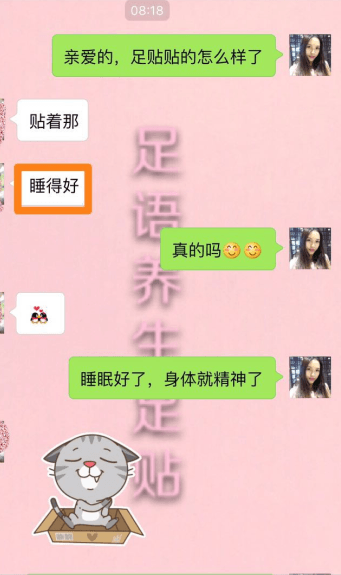 08:18
亲爱的，足贴贴的怎么样了
贴着那
睡得好
真的吗😊😊
睡眠好了，身体就精神了
足语养生足贴